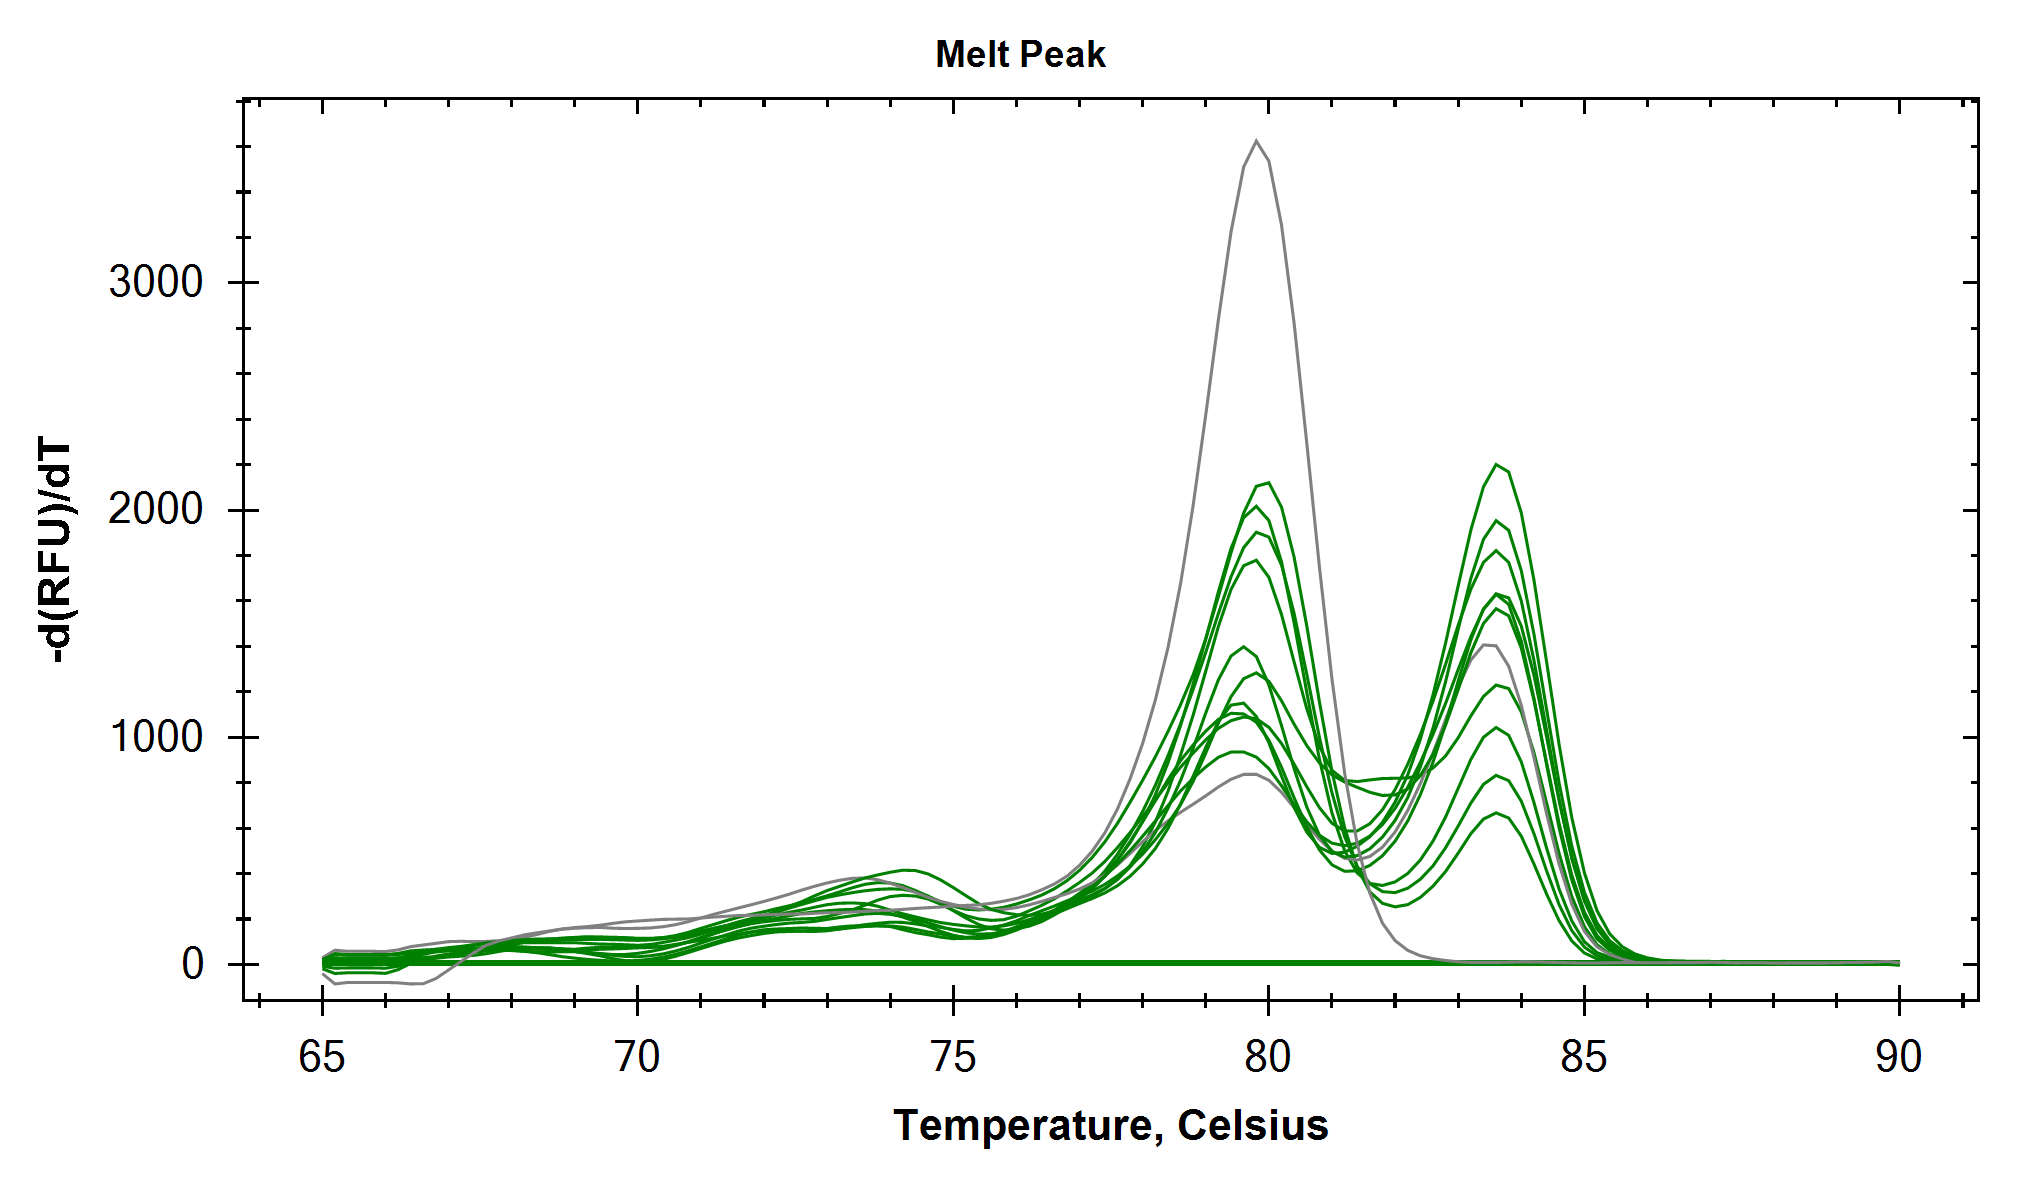 Melt Peak
-d(RFU)/dT
3000
2000
1000
0
65 70 75 80 85 90
Temperature, Celsius